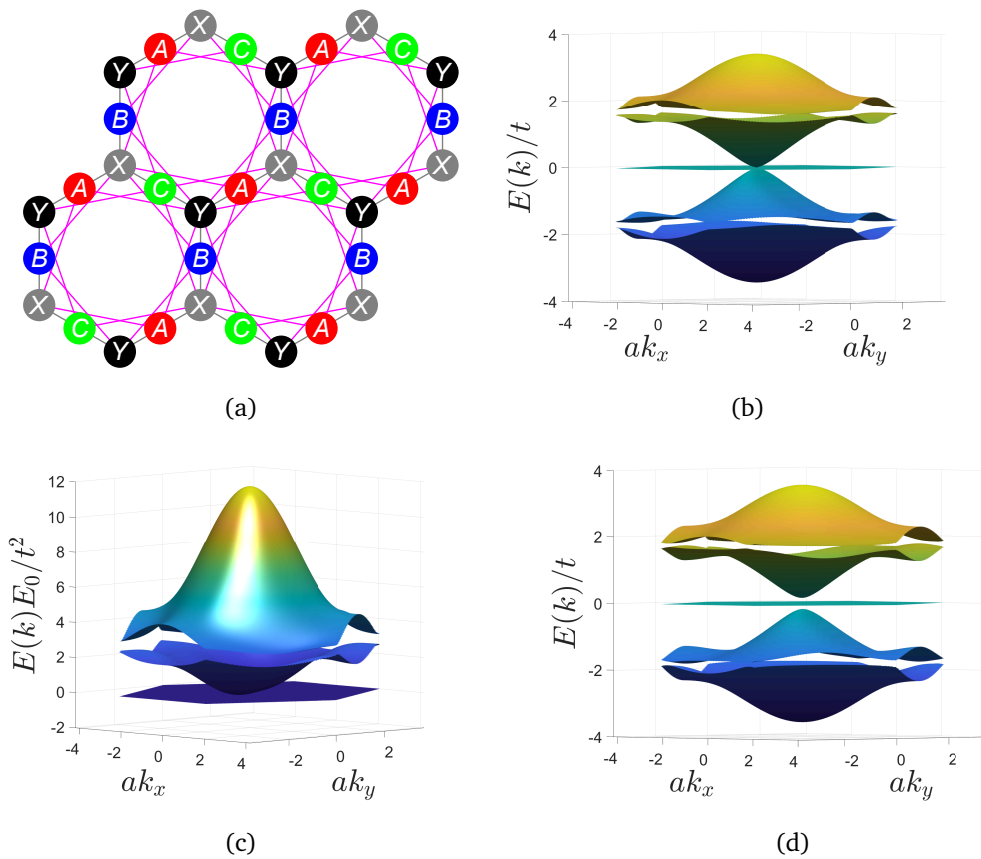 X X
A C A C
Y Y Y
B B B
X X X
A C A C A
Y Y Y
B B B
X X X
C A C A
Y Y
(a)
4
2
0
-2
-4
E(k)/t
-4 -2 0 2 4 -2 0 2
ak_x ak_y
(b)
12
10
8
6
4
2
0
-2
E(k)E_0/t^2
-4 -2 0 2 4 -2 0 2
ak_x ak_y
(c)
4
2
0
-2
-4
E(k)/t
-4 -2 0 2 4 -2 0 2
ak_x ak_y
(d)